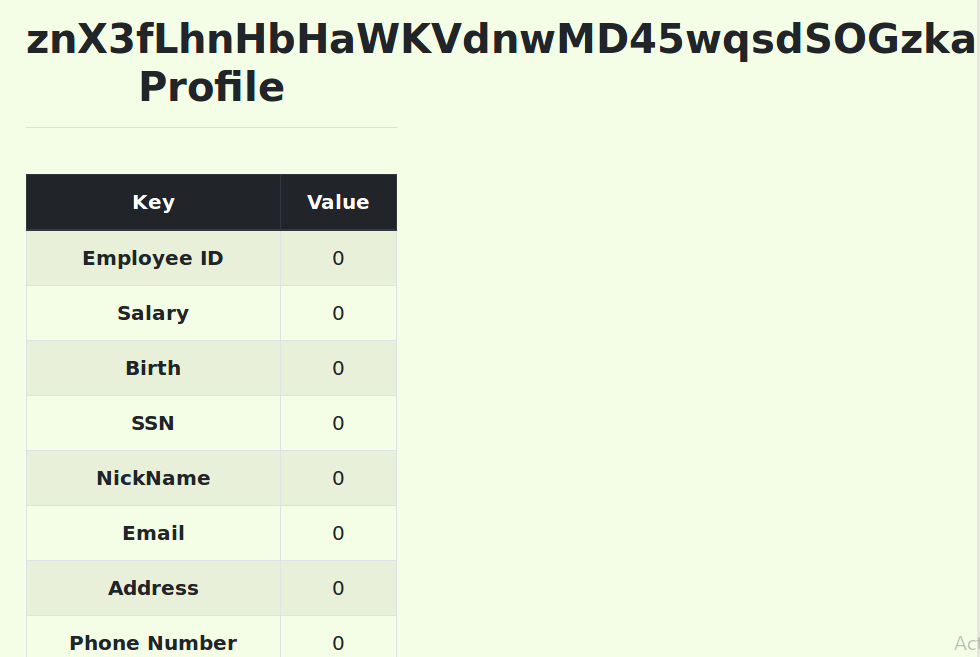 znX3fLhnHbHaWKVdnwMD45wqsdSOGzka
Profile
Key Value
Employee ID 0
Salary 0
Birth 0
SSN 0
NickName 0
Email 0
Address 0
Phone Number 0
Act